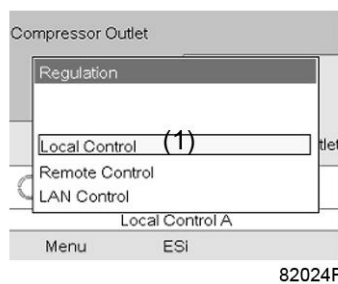 Compressor Outlet
Regulation
Local Control (1)
tlet
Remote Control
LAN Control
Local Control A
Menu ESi
82024F